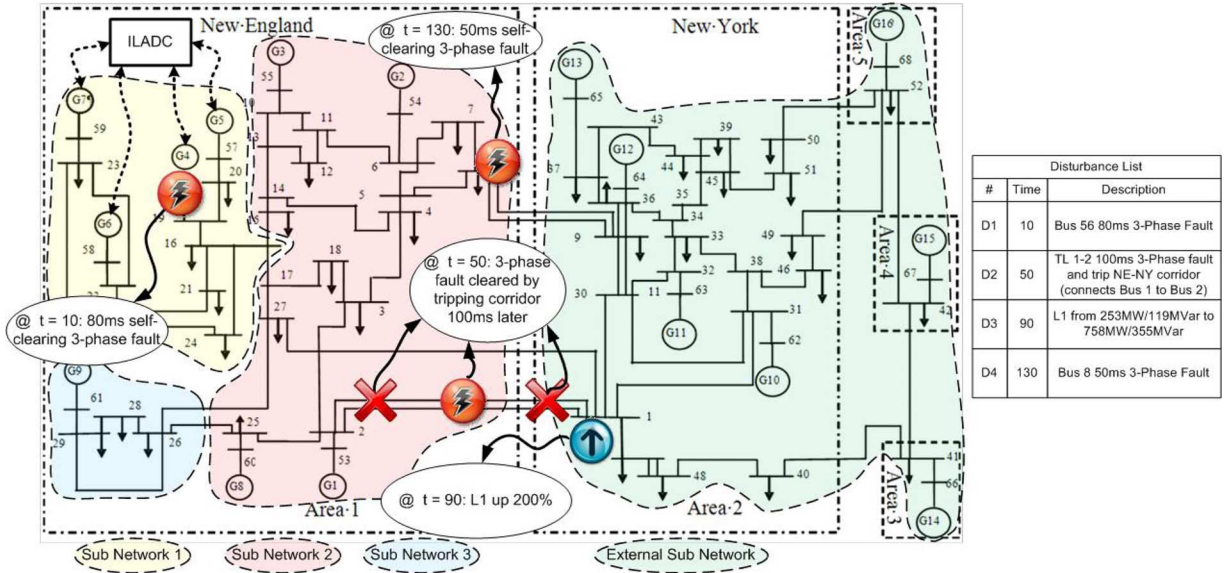 New·England
New·York
ILADC
@ t = 130: 50ms self-
clearing 3-phase fault
G7
59
23
G6
58
G4
G5
57
20
19
16
21
24
G3
55
10
13
11
12
G2
54
7
6
5
4
14
15
17
18
27
3
G13
65
37
43
G12
64
36
44
39
45
35
34
33
32
63
G11
9
30
11
38
46
49
31
62
G10
50
51
Area·5
G16
68
52
Area·4
G15
67
42
@ t = 50: 3-phase
fault cleared by
tripping corridor
100ms later
@ t = 10: 80ms self-
clearing 3-phase fault
G9
61
28
29
26
25
60
G8
2
53
G1
1
48
40
41
66
G14
Area·3
@ t = 90: L1 up 200%
Area·1
Area·2
Sub Network 1
Sub Network 2
Sub Network 3
External Sub Network
Disturbance List
# Time Description
D1 10 Bus 56 80ms 3-Phase Fault
D2 50 TL 1-2 100ms 3-Phase fault
and trip NE-NY corridor
(connects Bus 1 to Bus 2)
D3 90 L1 from 253MW/119MVar to
758MW/355MVar
D4 130 Bus 8 50ms 3-Phase Fault